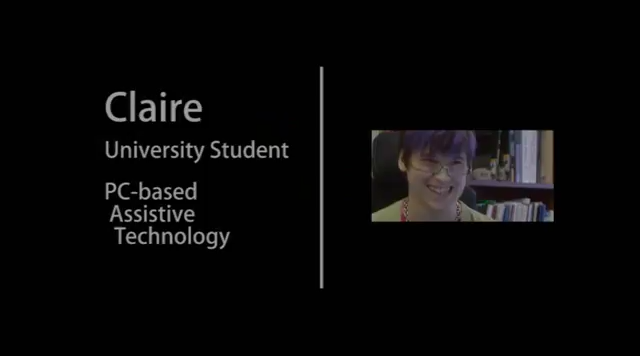 Claire
University Student
PC-based
Assistive
Technology